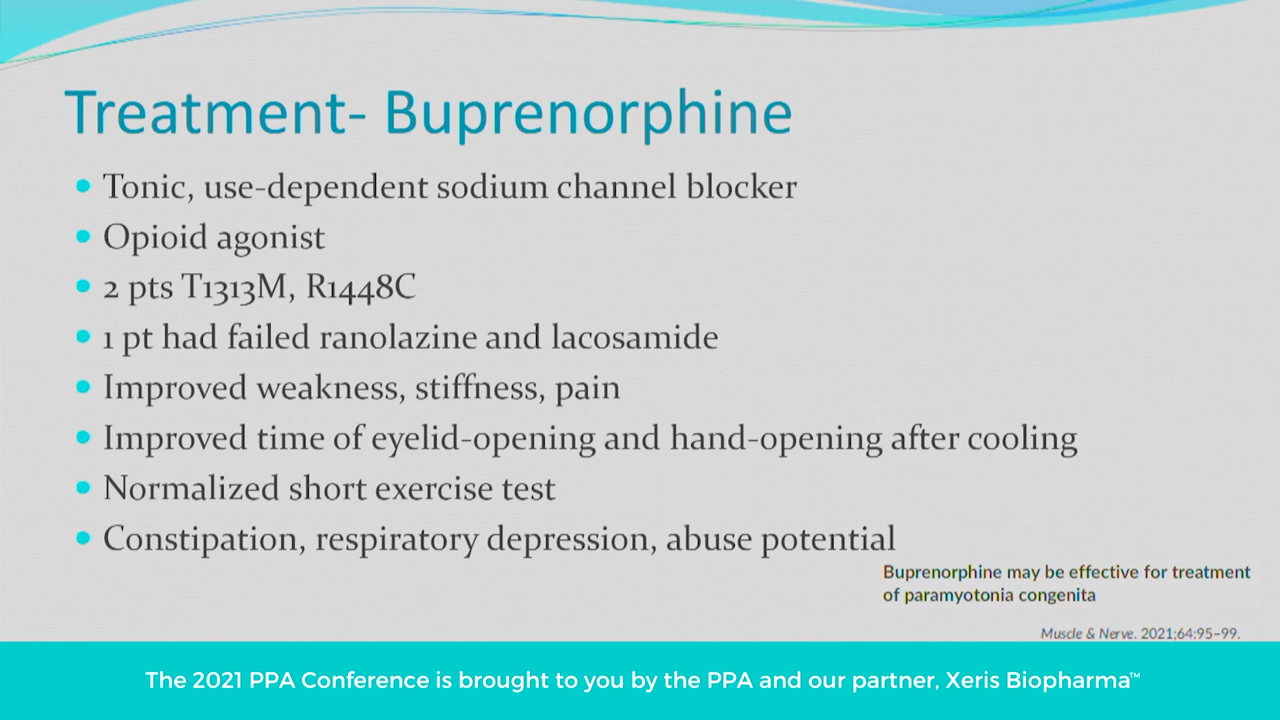 Treatment- Buprenorphine
Tonic, use-dependent sodium channel blocker
Opioid agonist
2 pts T1313M, R1448C
1 pt had failed ranolazine and lacosamide
Improved weakness, stiffness, pain
Improved time of eyelid-opening and hand-opening after cooling
Normalized short exercise test
Constipation, respiratory depression, abuse potential
Buprenorphine may be effective for treatment
of paramyotonia congenita
Muscle & Nerve. 2021;64:95–99.
The 2021 PPA Conference is brought to you by the PPA and our partner, Xeris Biopharma™